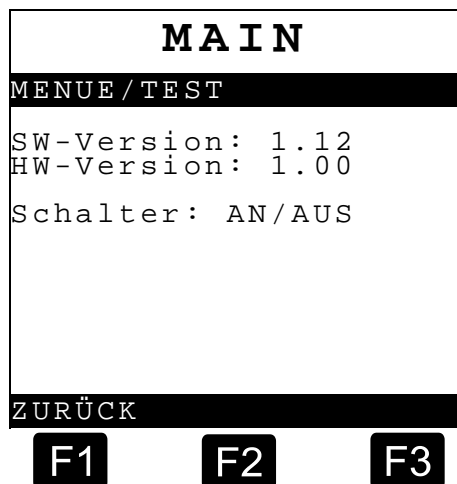 MAIN
MENUE/TEST
SW-Version: 1.12
HW-Version: 1.00
Schalter: AN/AUS
ZURÜCK
F1 F2 F3